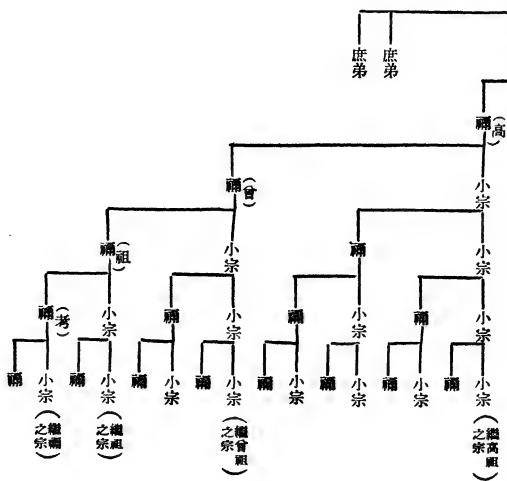 庶弟
庶弟
禰(高)
小宗
禰(曾)
小宗
禰
小宗
禰(祖)
小宗
禰
小宗
禰
小宗
禰
小宗
禰(考)
小宗(繼高祖之宗)
禰
小宗
禰
小宗
禰
小宗
禰
小宗(繼曾祖之宗)
禰
小宗
禰
小宗(繼祖之宗)
禰
小宗(繼禰之宗)
禰